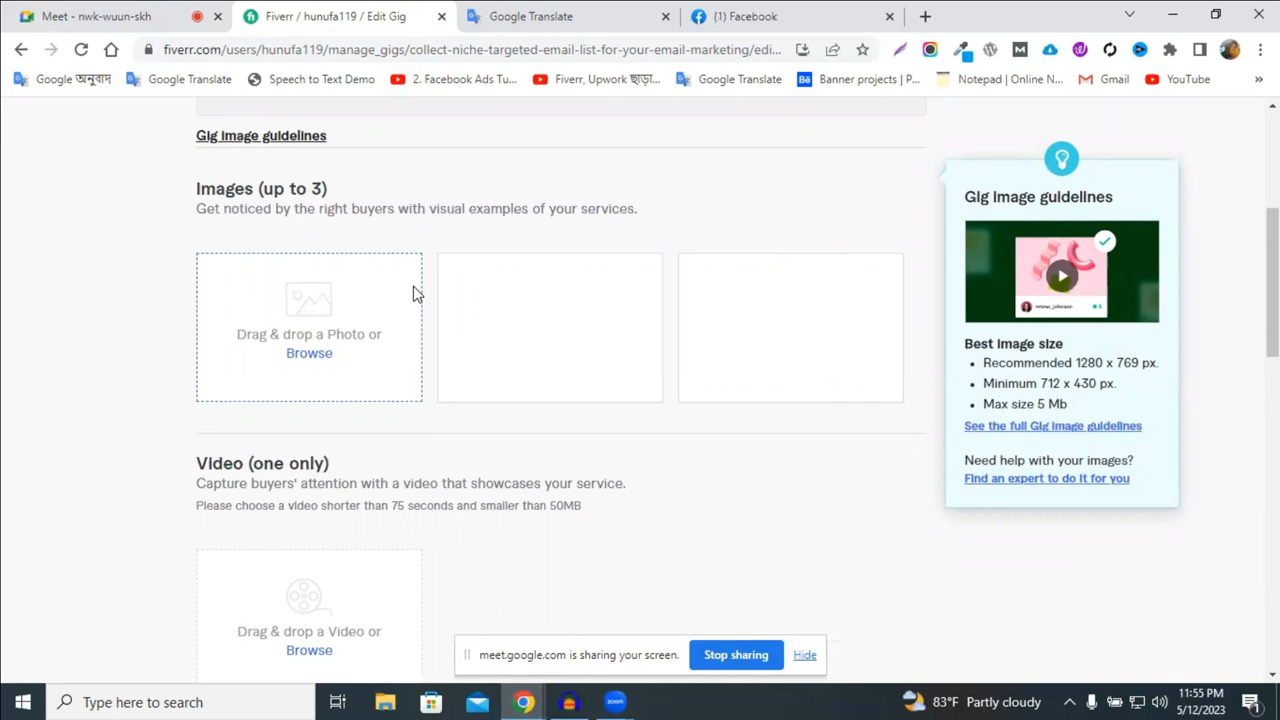 Meet - nwk-wuun-skh
Fiverr / hunufa119 / Edit Gig
Google Translate
(1) Facebook
fiverr.com/users/hunufa119/manage_gigs/collect-niche-targeted-email-list-for-your-email-marketing/edi...
Google অনুবাদ
Google Translate
Speech to Text Demo
2. Facebook Ads Tu...
Fiverr, Upwork ছাড়া...
Google Translate
Banner projects | P...
Notepad | Online N...
Gmail
YouTube
»
Gig image guidelines
Images (up to 3)
Get noticed by the right buyers with visual examples of your services.
Drag & drop a Photo or
Browse
Video (one only)
Capture buyers' attention with a video that showcases your service.
Please choose a video shorter than 75 seconds and smaller than 50MB
Drag & drop a Video or
Browse
Gig image guidelines
Best image size
• Recommended 1280 x 769 px.
• Minimum 712 x 430 px.
• Max size 5 Mb
See the full Gig image guidelines
Need help with your images?
Find an expert to do it for you
meet.google.com is sharing your screen.
Stop sharing
Hide
Type here to search
zoom
83°F Partly cloudy
11:55 PM
5/12/2023
1